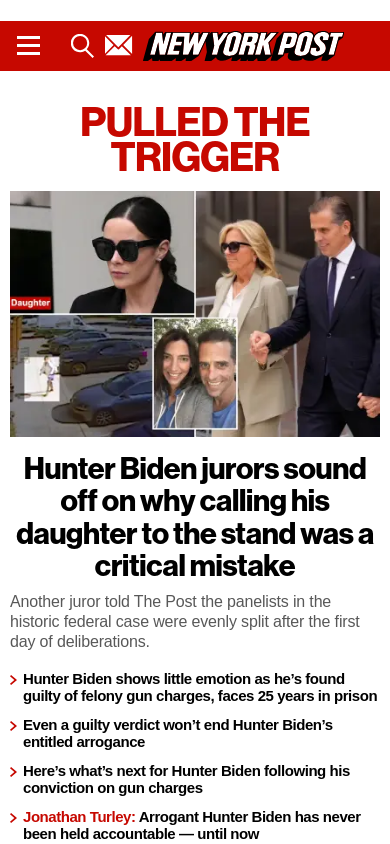 NEW YORK POST
PULLED THE
TRIGGER
Daughter
Hunter Biden jurors sound
off on why calling his
daughter to the stand was a
critical mistake
Another juror told The Post the panelists in the
historic federal case were evenly split after the first
day of deliberations.
Hunter Biden shows little emotion as he’s found
guilty of felony gun charges, faces 25 years in prison
Even a guilty verdict won’t end Hunter Biden’s
entitled arrogance
Here’s what’s next for Hunter Biden following his
conviction on gun charges
Jonathan Turley: Arrogant Hunter Biden has never
been held accountable — until now